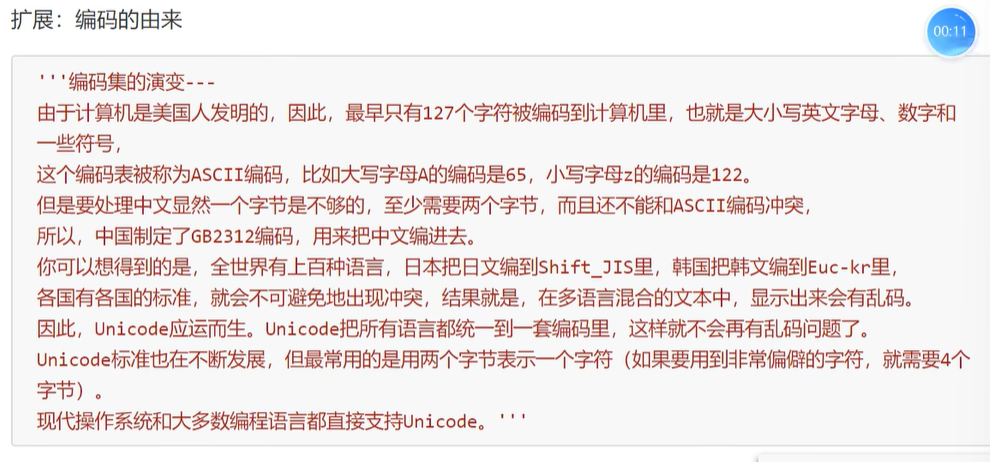 扩展：编码的由来
00:11
'''编码集的演变---
由于计算机是美国人发明的，因此，最早只有127个字符被编码到计算机里，也就是大小写英文字母、数字和
一些符号，
这个编码表被称为ASCII编码，比如大写字母A的编码是65，小写字母z的编码是122。
但是要处理中文显然一个字节是不够的，至少需要两个字节，而且还不能和ASCII编码冲突，
所以，中国制定了GB2312编码，用来把中文编进去。
你可以想得到的是，全世界有上百种语言，日本把日文编到Shift_JIS里，韩国把韩文编到Euc-kr里，
各国有各国的标准，就会不可避免地出现冲突，结果就是，在多语言混合的文本中，显示出来会有乱码。
因此，Unicode应运而生。Unicode把所有语言都统一到一套编码里，这样就不会再有乱码问题了。
Unicode标准也在不断发展，但最常用的是用两个字节表示一个字符（如果要用到非常偏僻的字符，就需要4个
字节）。
现代操作系统和大多数编程语言都直接支持Unicode。'''